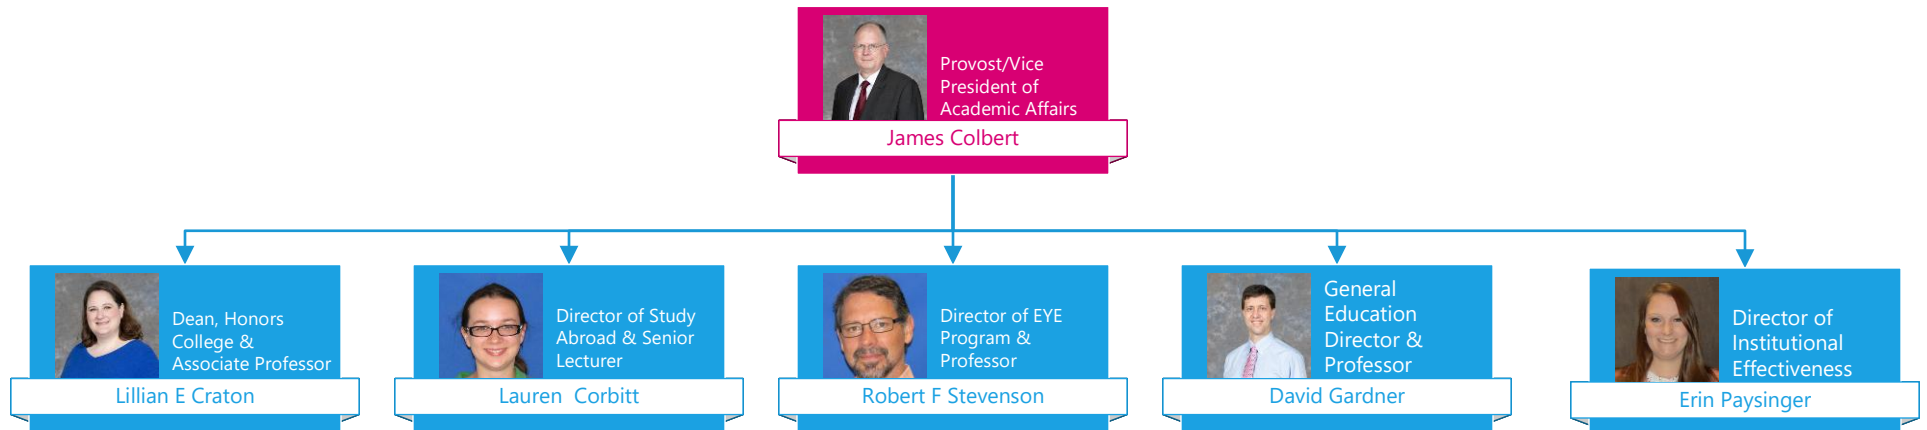 Provost/Vice
President of
Academic Affairs
James Colbert
Dean, Honors
College &
Associate Professor
Lillian E Craton
Director of Study
Abroad & Senior
Lecturer
Lauren  Corbitt
Director of EYE
Program &
Professor
Robert F Stevenson
General
Education
Director &
Professor
David Gardner
Director of
Institutional
Effectiveness
Erin Paysinger